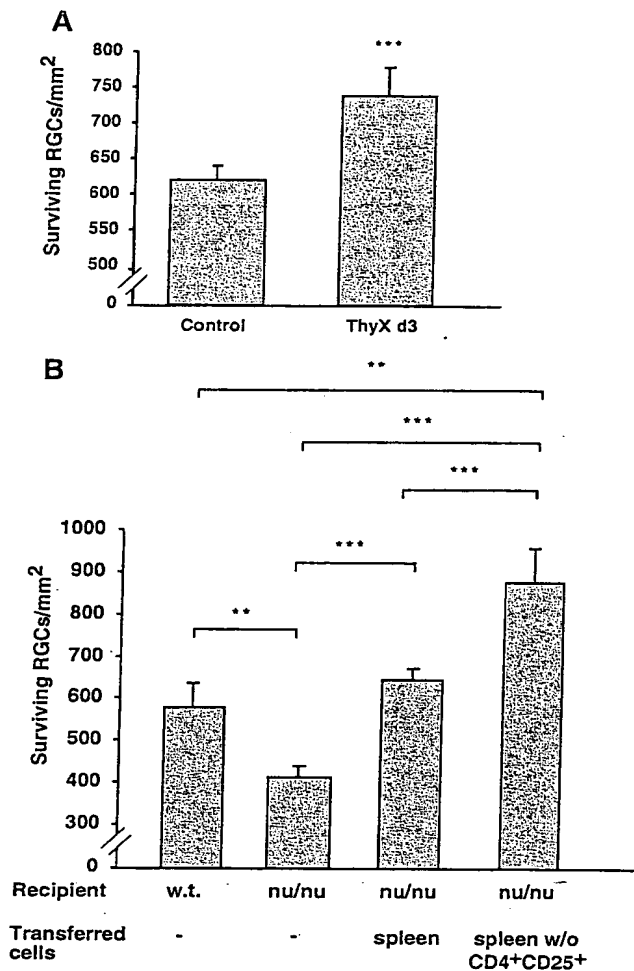 A
***
800
750
700
650
600
550
500
0
Surviving RGCs/mm2
Control ThyX d3
B
**
***
***
***
**
1000
900
800
700
600
500
400
300
0
Surviving RGCs/mm2
Recipient w.t. nu/nu nu/nu nu/nu
Transferred cells - - spleen spleen w/o
CD4+CD25+